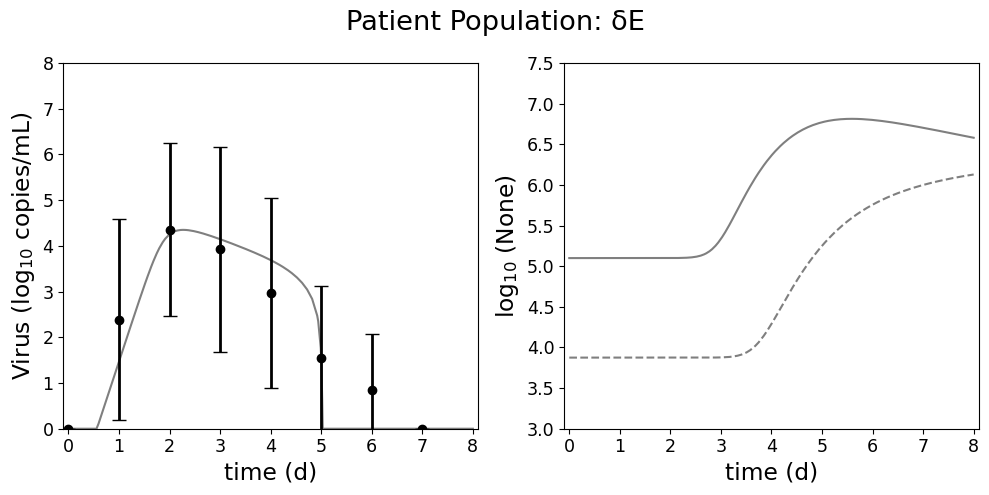 Patient Population: δE
Virus (log₁₀ copies/mL)
8
7
6
5
4
3
2
1
0
0 1 2 3 4 5 6 7 8
time (d)
log₁₀ (None)
7.5
7.0
6.5
6.0
5.5
5.0
4.5
4.0
3.5
3.0
0 1 2 3 4 5 6 7 8
time (d)